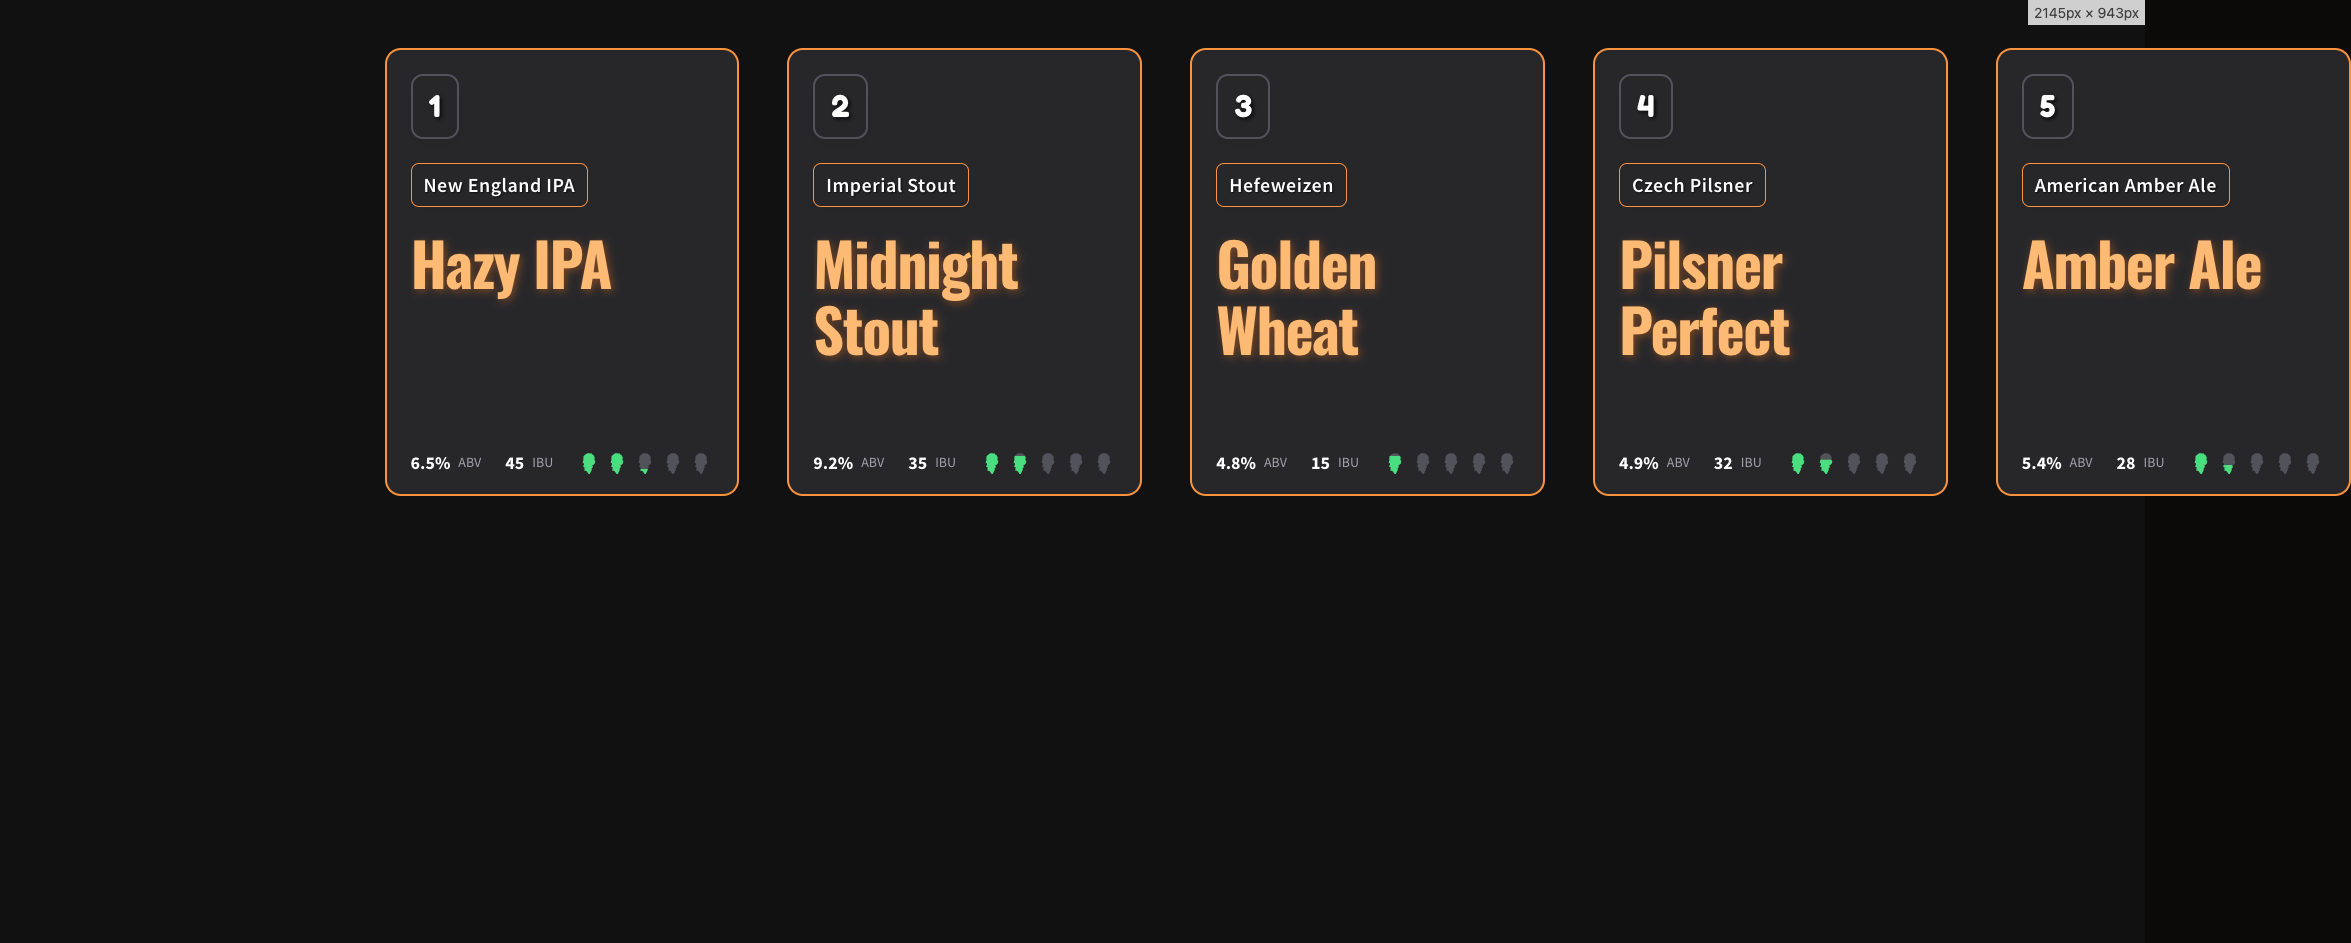 2145px × 943px
1
New England IPA
Hazy IPA
6.5% ABV 45 IBU
2
Imperial Stout
Midnight
Stout
9.2% ABV 35 IBU
3
Hefeweizen
Golden
Wheat
4.8% ABV 15 IBU
4
Czech Pilsner
Pilsner
Perfect
4.9% ABV 32 IBU
5
American Amber Ale
Amber Ale
5.4% ABV 28 IBU